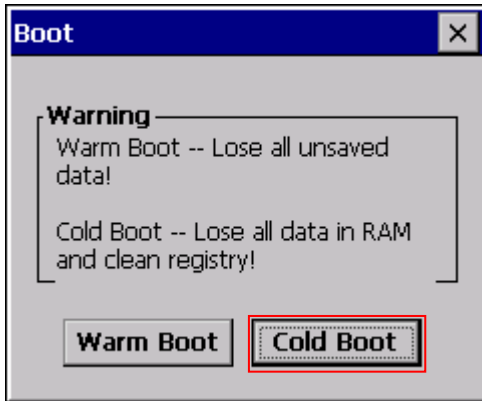 Boot
Warning
Warm Boot -- Lose all unsaved
data!
Cold Boot -- Lose all data in RAM
and clean registry!
Warm Boot
Cold Boot